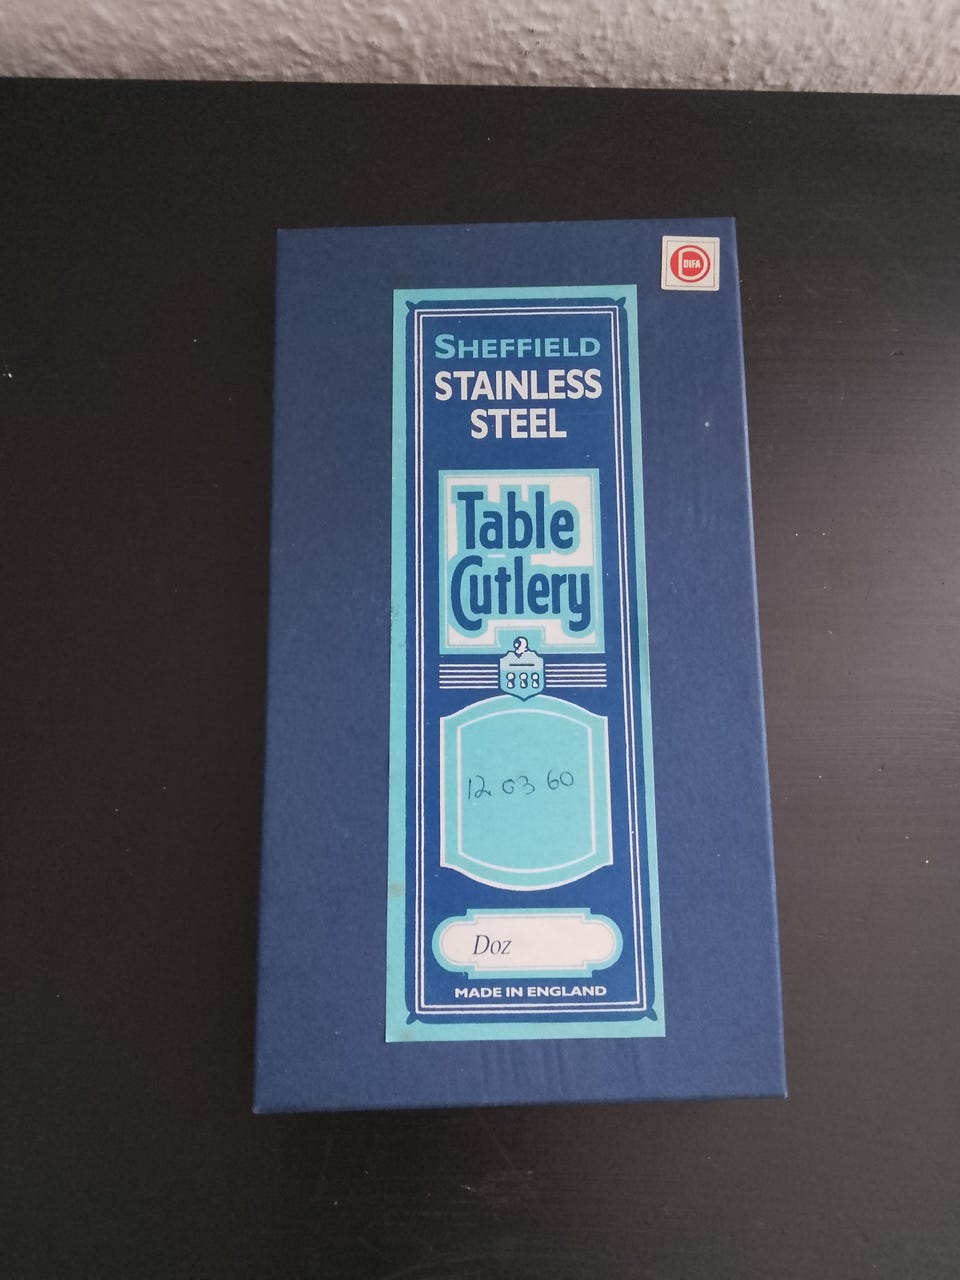 DIFA
SHEFFIELD
STAINLESS
STEEL
Table
Cutlery
12 03 60
Doz
MADE IN ENGLAND